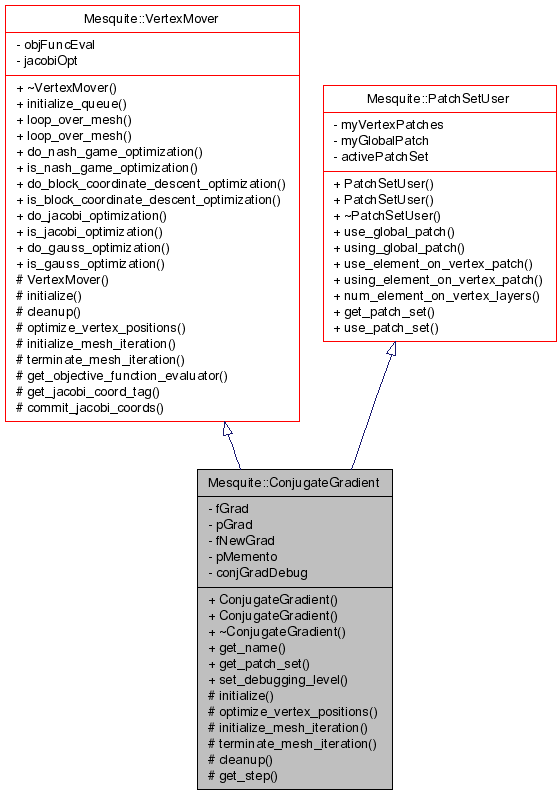 Mesquite::VertexMover
- objFuncEval
- jacobiOpt
+ ~VertexMover()
+ initialize_queue()
+ loop_over_mesh()
+ loop_over_mesh()
+ do_nash_game_optimization()
+ is_nash_game_optimization()
+ do_block_coordinate_descent_optimization()
+ is_block_coordinate_descent_optimization()
+ do_jacobi_optimization()
+ is_jacobi_optimization()
+ do_gauss_optimization()
+ is_gauss_optimization()
# VertexMover()
# initialize()
# cleanup()
# optimize_vertex_positions()
# initialize_mesh_iteration()
# terminate_mesh_iteration()
# get_objective_function_evaluator()
# get_jacobi_coord_tag()
# commit_jacobi_coords()
Mesquite::PatchSetUser
- myVertexPatches
- myGlobalPatch
- activePatchSet
+ PatchSetUser()
+ PatchSetUser()
+ ~PatchSetUser()
+ use_global_patch()
+ using_global_patch()
+ use_element_on_vertex_patch()
+ using_element_on_vertex_patch()
+ num_element_on_vertex_layers()
+ get_patch_set()
+ use_patch_set()
Mesquite::ConjugateGradient
- fGrad
- pGrad
- fNewGrad
- pMemento
- conjGradDebug
+ ConjugateGradient()
+ ConjugateGradient()
+ ~ConjugateGradient()
+ get_name()
+ get_patch_set()
+ set_debugging_level()
# initialize()
# optimize_vertex_positions()
# initialize_mesh_iteration()
# terminate_mesh_iteration()
# cleanup()
# get_step()